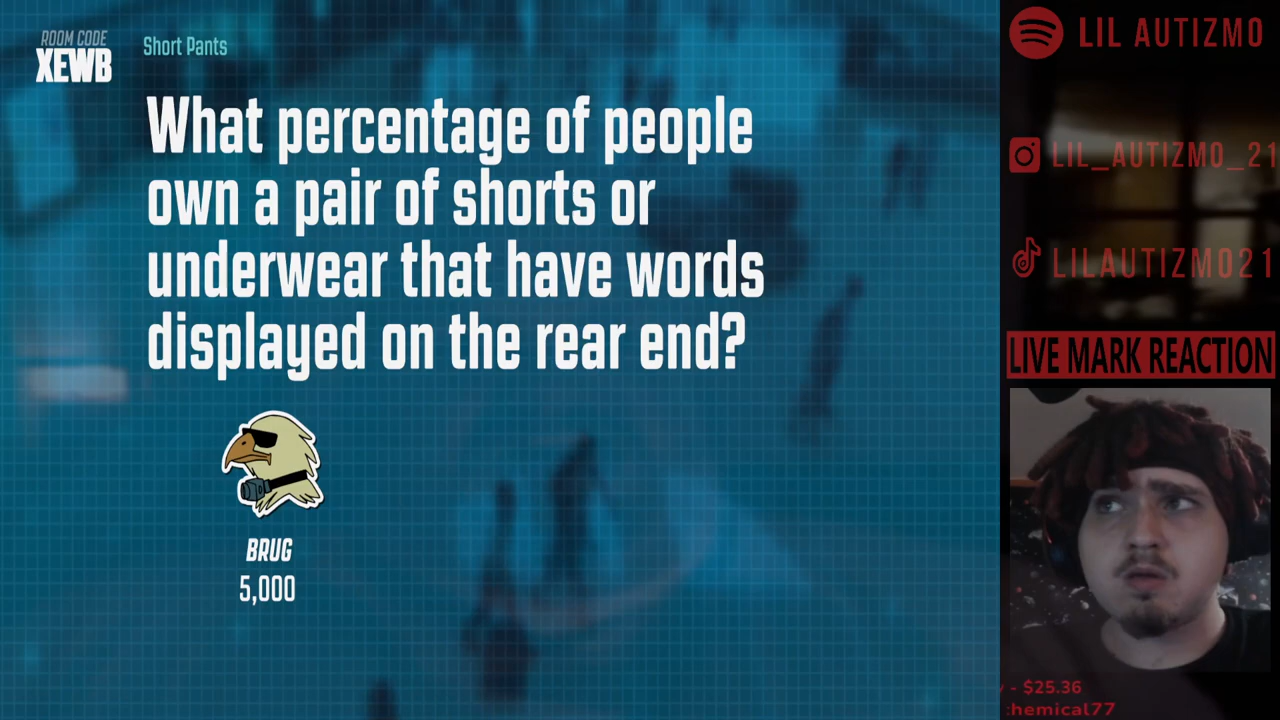 ROOM CODE
XEWB
Short Pants
What percentage of people
own a pair of shorts or
underwear that have words
displayed on the rear end?
BRUG
5,000
LIL AUTIZMO
LIL_AUTIZMO_21
LILAUTIZMO21
LIVE MARK REACTION
- $25.36
hemical77